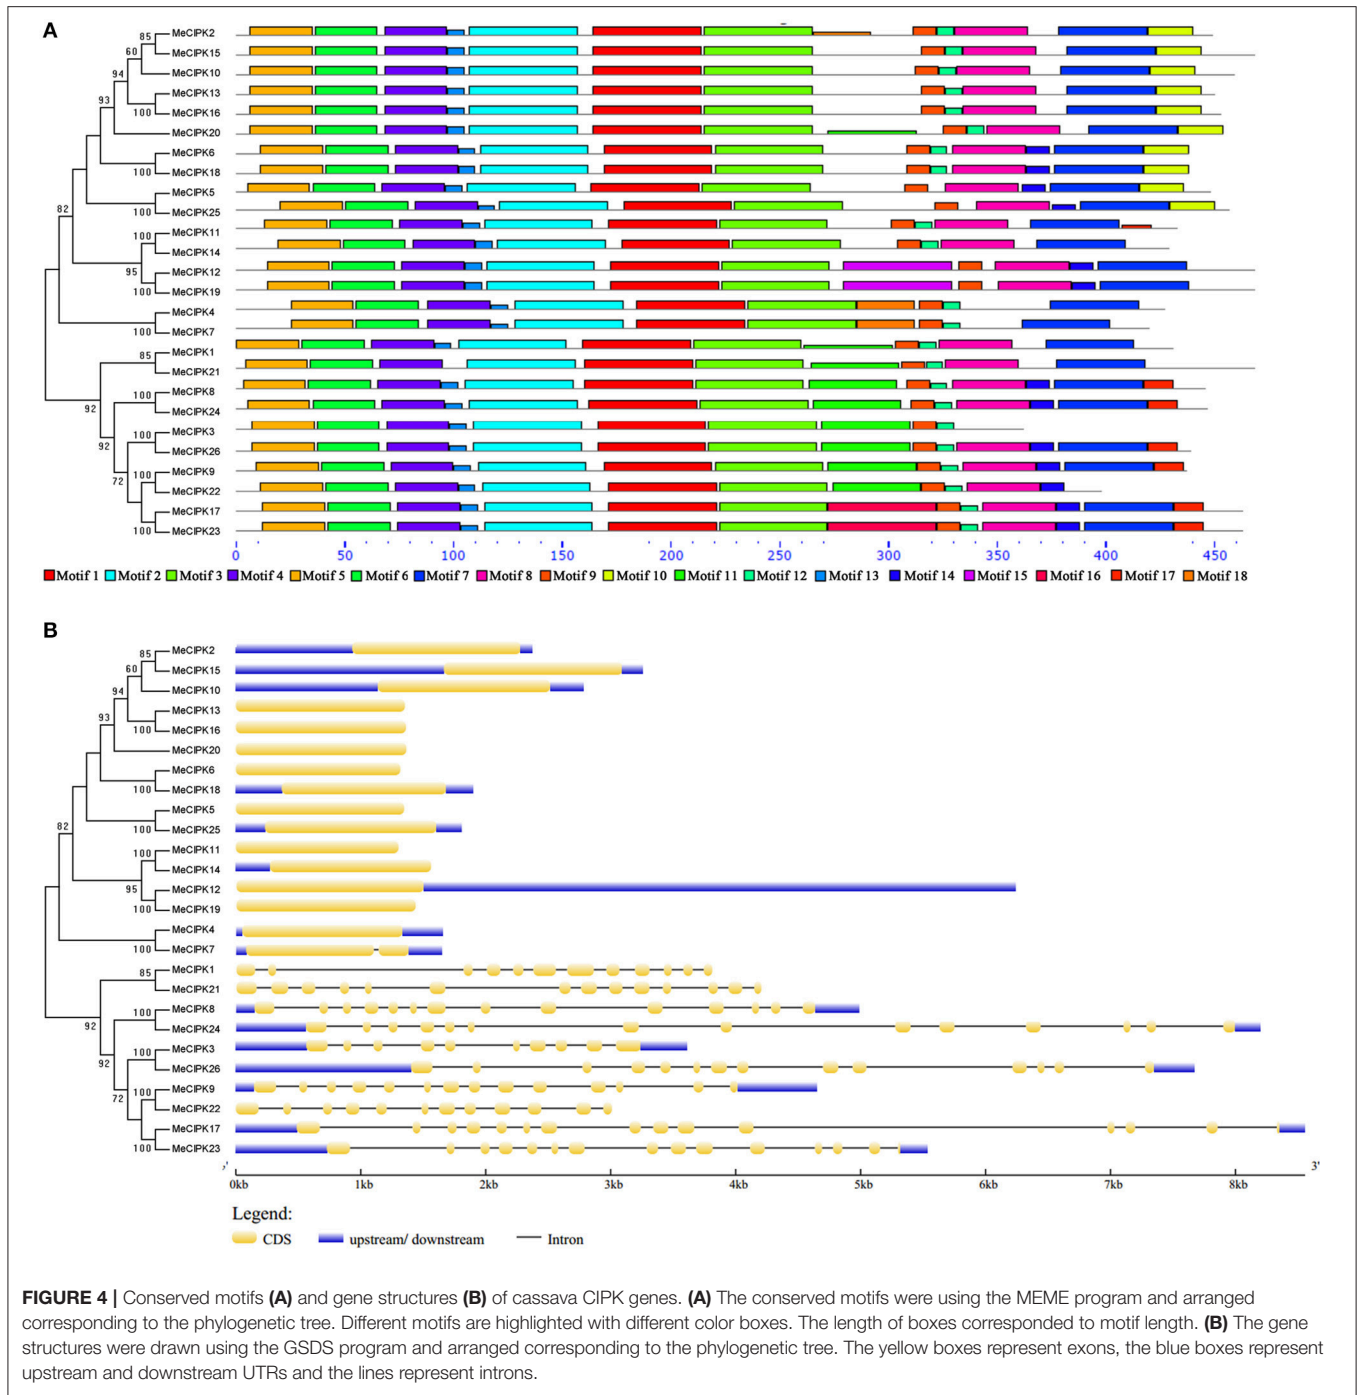 A
85
MeCIPK2
60
MeCIPK15
94
MeCIPK10
93
MeCIPK13
100
MeCIPK16
MeCIPK20
MeCIPK6
100
MeCIPK18
MeCIPK5
82
100
MeCIPK25
100
MeCIPK11
MeCIPK14
95
MeCIPK12
100
MeCIPK19
MeCIPK4
100
MeCIPK7
MeCIPK1
85
MeCIPK21
92
100
MeCIPK8
MeCIPK24
100
MeCIPK3
92
MeCIPK26
72
100
MeCIPK9
MeCIPK22
MeCIPK17
100
MeCIPK23
0 50 100 150 200 250 300 350 400 450
Motif 1 Motif 2 Motif 3 Motif 4 Motif 5 Motif 6 Motif 7 Motif 8 Motif 9 Motif 10 Motif 11 Motif 12 Motif 13 Motif 14 Motif 15 Motif 16 Motif 17 Motif 18
B
85
MeCIPK2
60
MeCIPK15
94
MeCIPK10
93
MeCIPK13
100
MeCIPK16
MeCIPK20
MeCIPK6
100
MeCIPK18
MeCIPK5
82
100
MeCIPK25
100
MeCIPK11
MeCIPK14
95
MeCIPK12
100
MeCIPK19
MeCIPK4
100
MeCIPK7
MeCIPK1
85
MeCIPK21
100
MeCIPK8
92
MeCIPK24
100
MeCIPK3
92
MeCIPK26
72
100
MeCIPK9
MeCIPK22
MeCIPK17
100
MeCIPK23
;' 3'
0kb 1kb 2kb 3kb 4kb 5kb 6kb 7kb 8kb
Legend:
CDS upstream/ downstream Intron
FIGURE 4 | Conserved motifs (A) and gene structures (B) of cassava CIPK genes. (A) The conserved motifs were using the MEME program and arranged
corresponding to the phylogenetic tree. Different motifs are highlighted with different color boxes. The length of boxes corresponded to motif length. (B) The gene
structures were drawn using the GSDS program and arranged corresponding to the phylogenetic tree. The yellow boxes represent exons, the blue boxes represent
upstream and downstream UTRs and the lines represent introns.